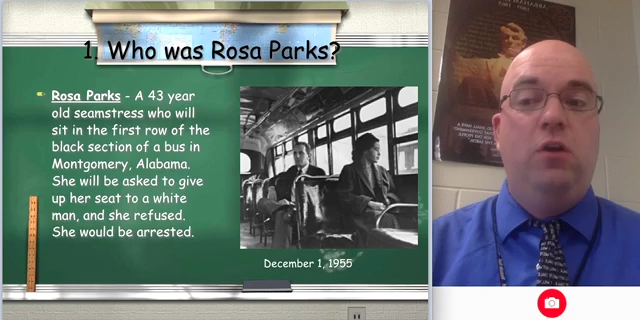 1. Who was Rosa Parks?
Rosa Parks - A 43 year
old seamstress who will
sit in the first row of the
black section of a bus in
Montgomery, Alabama.
She will be asked to give
up her seat to a white
man, and she refused.
She would be arrested.
December 1, 1955